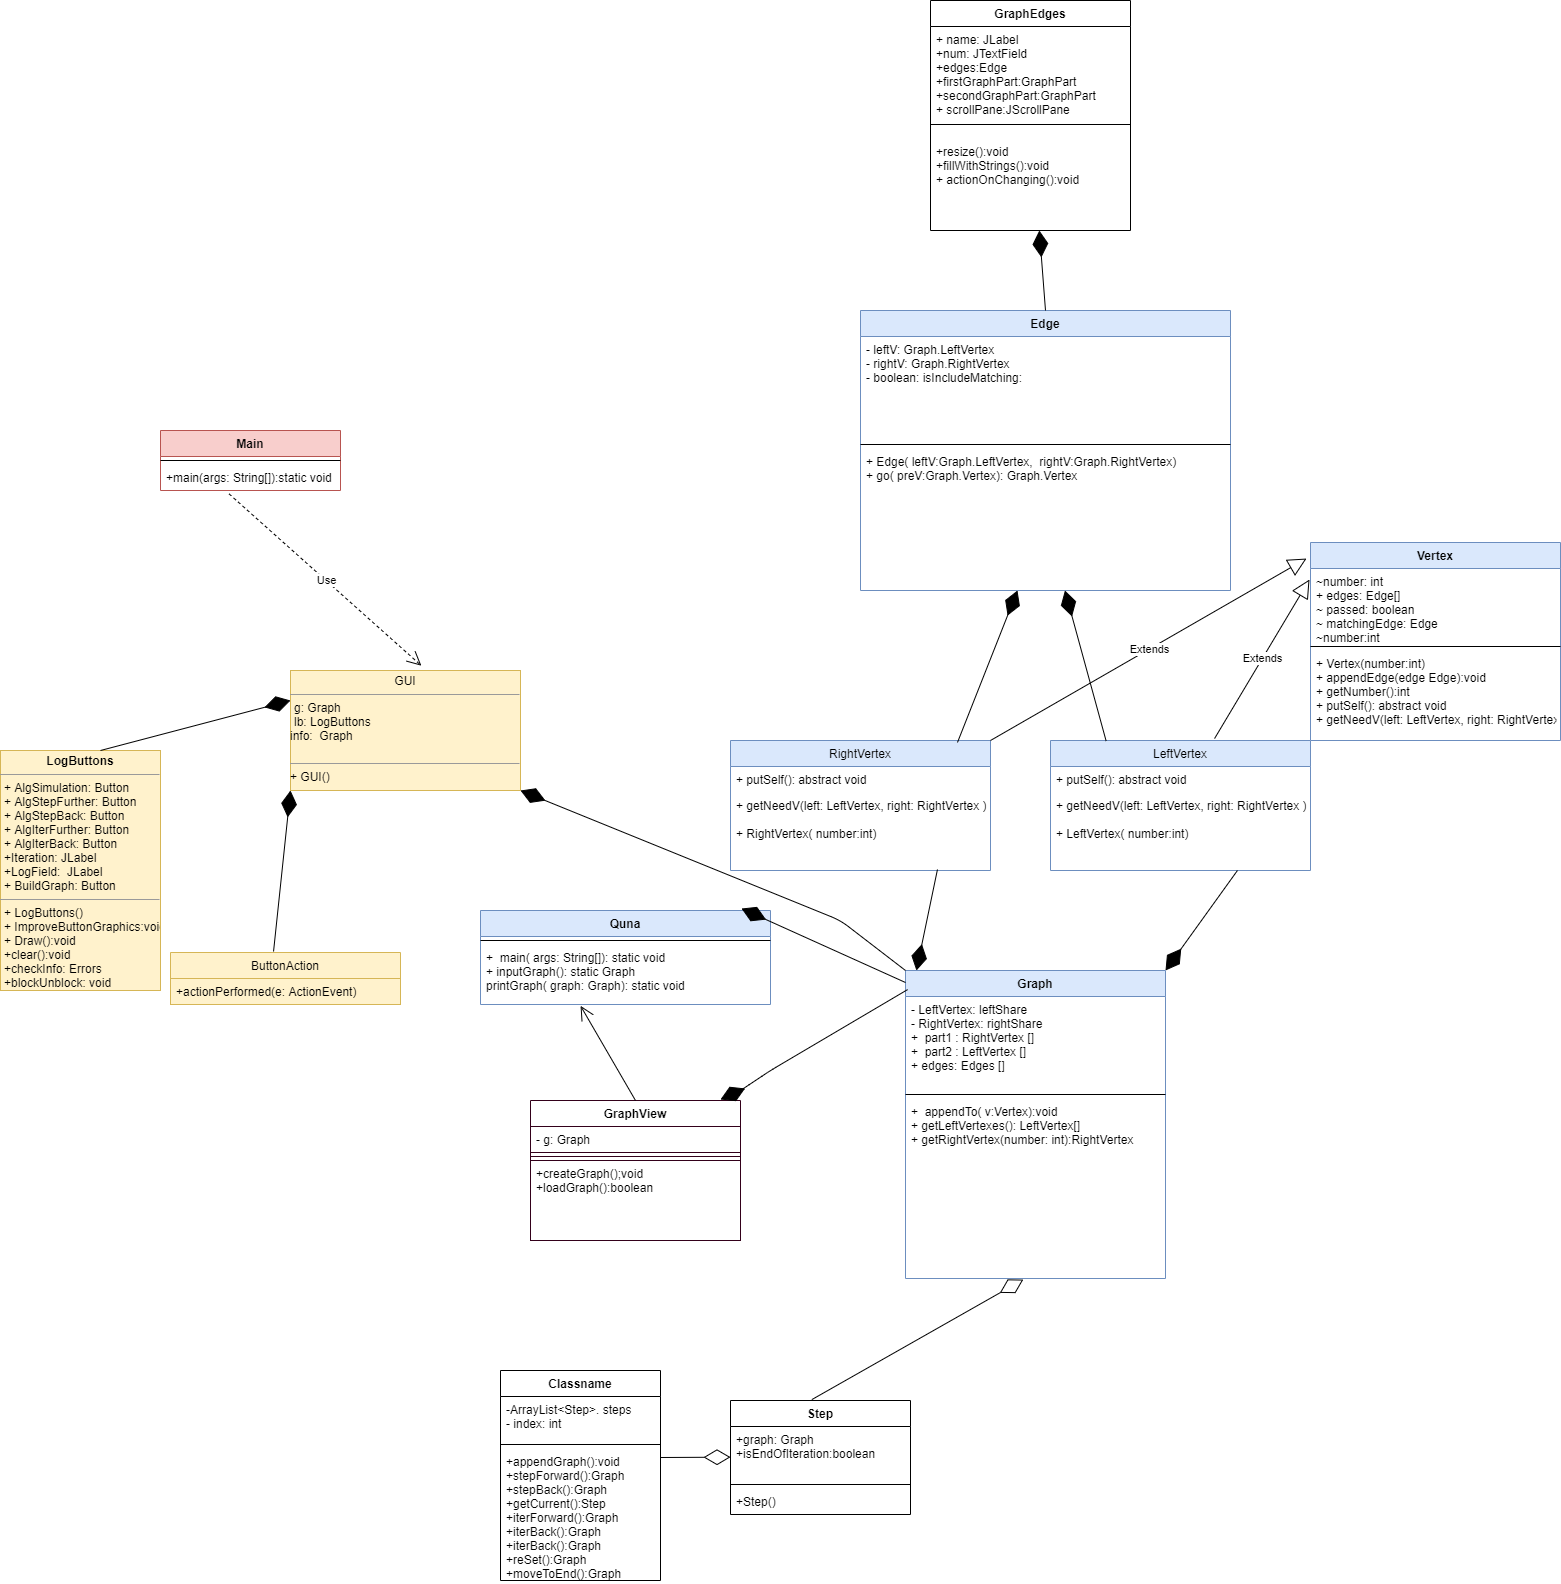 GraphEdges
+ name: JLabel
+num: JTextField
+edges:Edge
+firstGraphPart:GraphPart
+secondGraphPart:GraphPart
+ scrollPane:JScrollPane
+resize():void
+fillWithStrings():void
+ actionOnChanging():void
Edge
- leftV: Graph.LeftVertex
- rightV: Graph.RightVertex
- boolean: isIncludeMatching:
+ Edge( leftV:Graph.LeftVertex,  rightV:Graph.RightVertex)
+ go( preV:Graph.Vertex): Graph.Vertex
Main
+main(args: String[]):static void
Use
Vertex
~number: int
+ edges: Edge[]
~ passed: boolean
~ matchingEdge: Edge
~number:int
+ Vertex(number:int)
+ appendEdge(edge Edge):void
+ getNumber():int
+ putSelf(): abstract void
+ getNeedV(left: LeftVertex, right: RightVertex
Extends
Extends
GUI
g: Graph
lb: LogButtons
info:  Graph
+ GUI()
LogButtons
+ AlgSimulation: Button
+ AlgStepFurther: Button
+ AlgStepBack: Button
+ AlgIterFurther: Button
+ AlgIterBack: Button
+Iteration: JLabel
+LogField:  JLabel
+ BuildGraph: Button
+ LogButtons()
+ ImproveButtonGraphics:voi
+ Draw():void
+clear():void
+checkInfo: Errors
+blockUnblock: void
ButtonAction
+actionPerformed(e: ActionEvent)
RightVertex
+ putSelf(): abstract void
+ getNeedV(left: LeftVertex, right: RightVertex )
+ RightVertex( number:int)
LeftVertex
+ putSelf(): abstract void
+ getNeedV(left: LeftVertex, right: RightVertex )
+ LeftVertex( number:int)
Quna
+  main( args: String[]): static void
+ inputGraph(): static Graph
printGraph( graph: Graph): static void
Graph
- LeftVertex: leftShare
- RightVertex: rightShare
+  part1 : RightVertex []
+  part2 : LeftVertex []
+ edges: Edges []
+  appendTo( v:Vertex):void
+ getLeftVertexes(): LeftVertex[]
+ getRightVertex(number: int):RightVertex
GraphView
- g: Graph
+createGraph();void
+loadGraph():boolean
Classname
-ArrayList<Step>. steps
- index: int
+appendGraph():void
+stepForward():Graph
+stepBack():Graph
+getCurrent():Step
+iterForward():Graph
+iterBack():Graph
+iterBack():Graph
+reSet():Graph
+moveToEnd():Graph
Step
+graph: Graph
+isEndOfIteration:boolean
+Step()